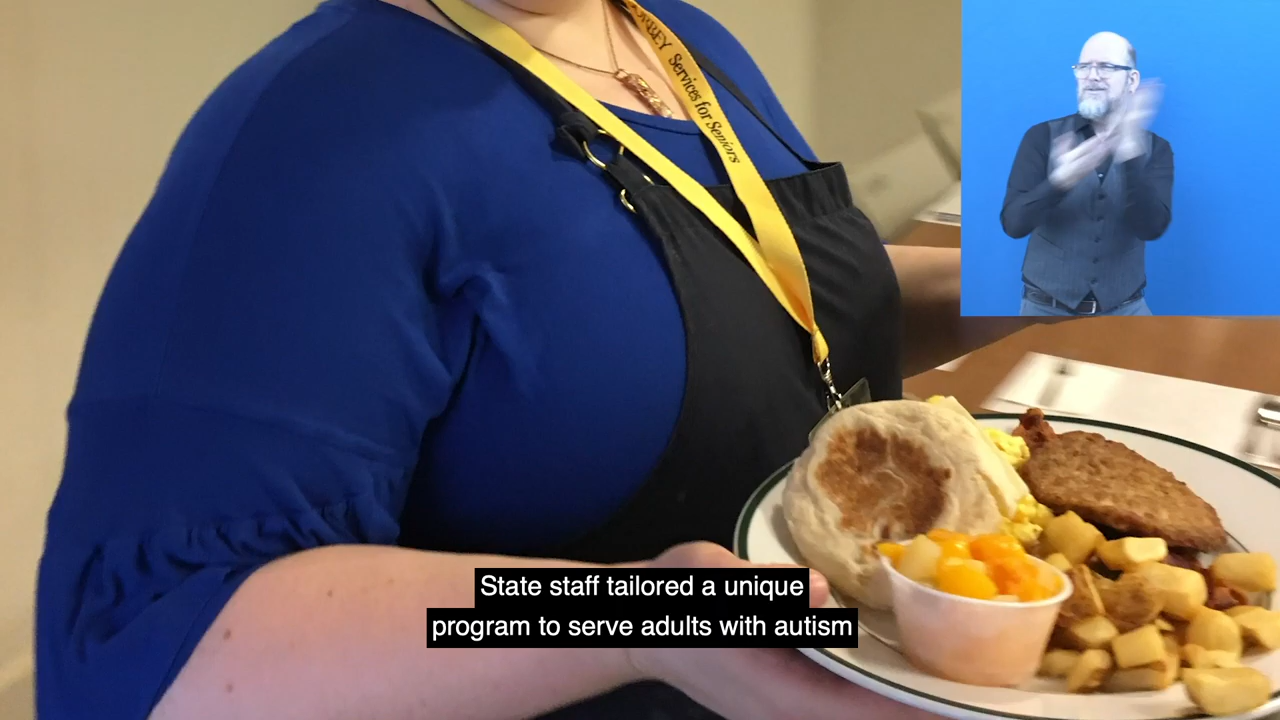 Services for Seniors
State staff tailored a unique
program to serve adults with autism